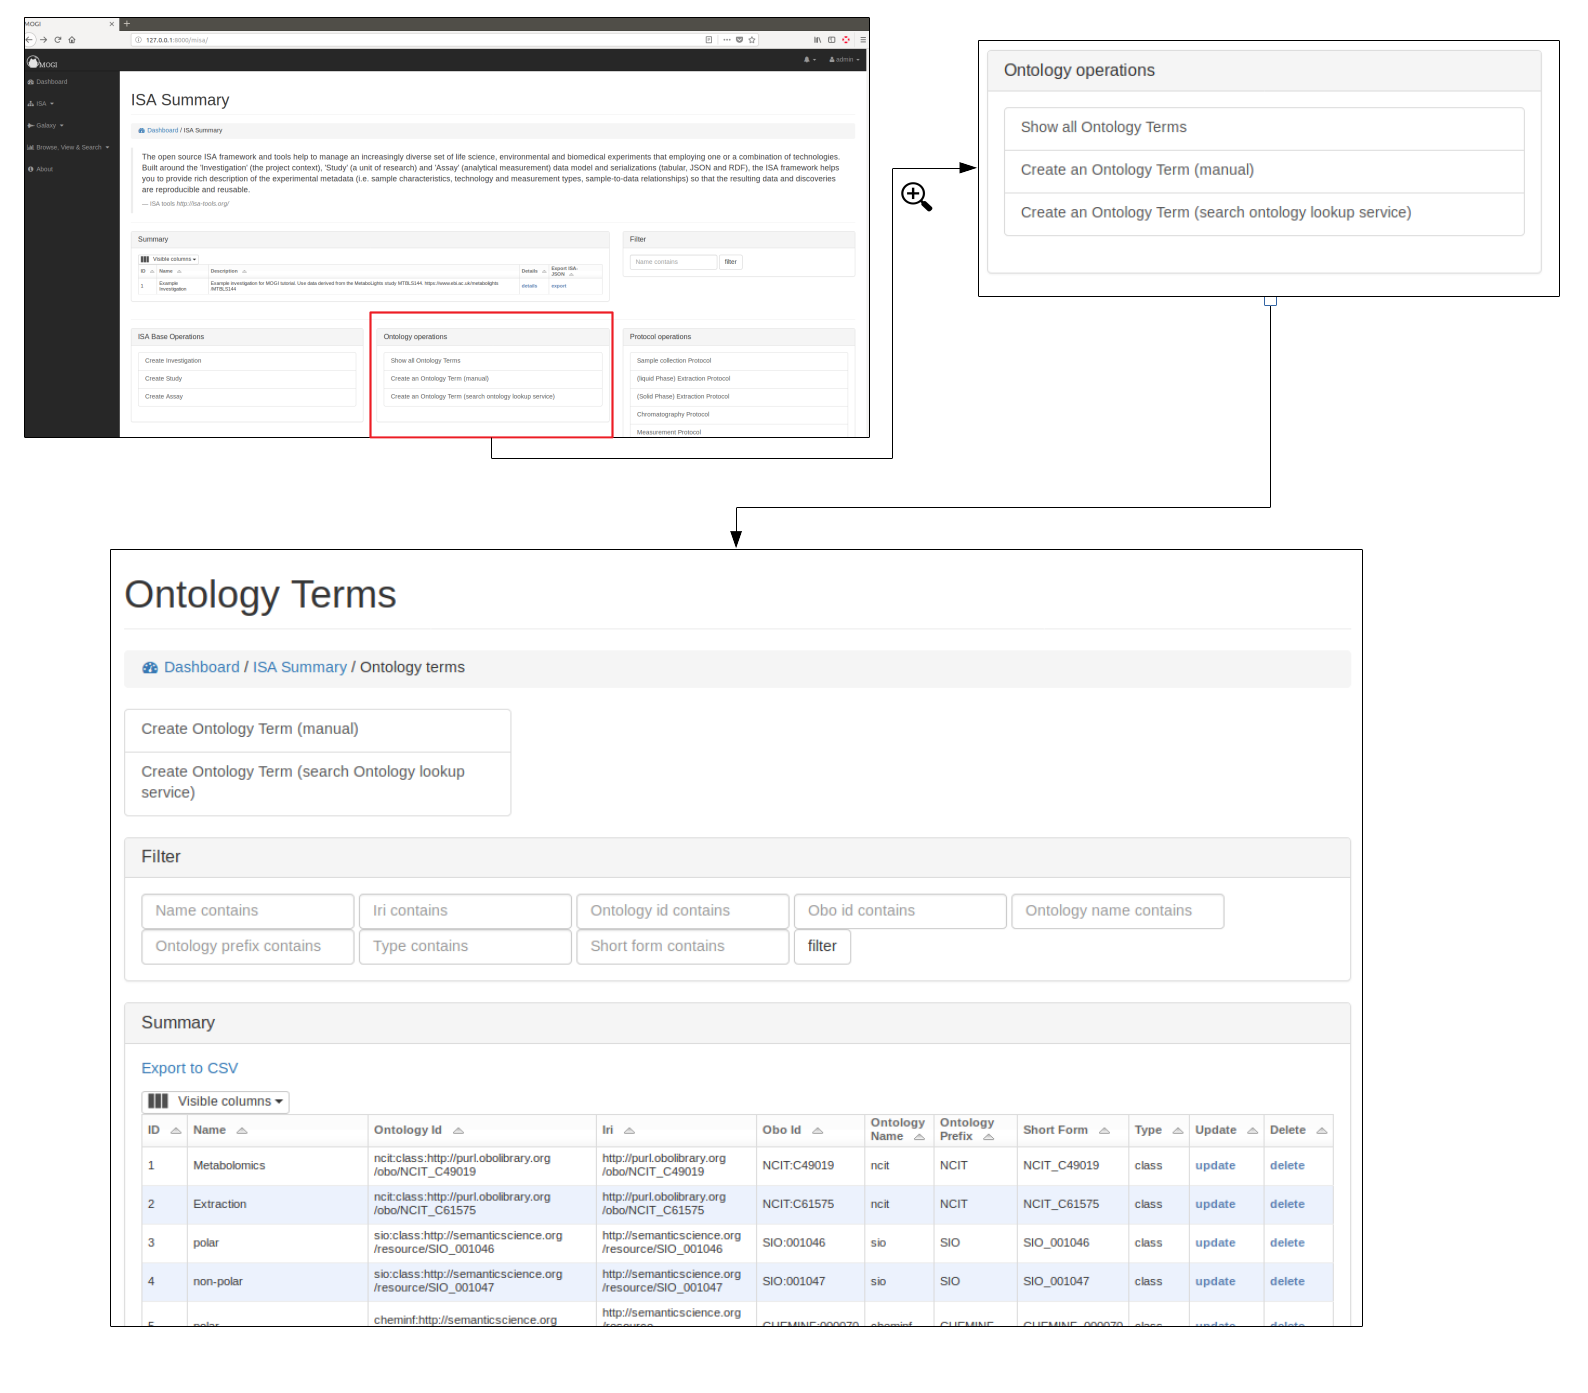 MOGI
127.0.0.1:8000/misa/
MOGI
admin
Dashboard
ISA
Galaxy
Browse, View & Search
About
ISA Summary
Dashboard / ISA Summary
The open source ISA framework and tools help to manage an increasingly diverse set of life science, environmental and biomedical experiments that employing one or a combination of technologies.
Built around the 'Investigation' (the project context), 'Study' (a unit of research) and 'Assay' (analytical measurement) data model and serializations (tabular, JSON and RDF), the ISA framework helps
you to provide rich description of the experimental metadata (i.e. sample characteristics, technology and measurement types, sample-to-data relationships) so that the resulting data and discoveries
are reproducible and reusable.
— ISA tools http://isa-tools.org/
Summary
Visible columns
ID Name Description Details Export ISA-
JSON
1 Example Investigation Example investigation for MOGI tutorial. Use data derived from the MetaboLights study MTBLS144. https://www.ebi.ac.uk/metabolights
/MTBLS144 details export
Filter
Name contains filter
ISA Base Operations
Create Investigation
Create Study
Create Assay
Ontology operations
Show all Ontology Terms
Create an Ontology Term (manual)
Create an Ontology Term (search ontology lookup service)
Protocol operations
Sample collection Protocol
(liquid Phase) Extraction Protocol
(Solid Phase) Extraction Protocol
Chromatography Protocol
Measurement Protocol
Ontology operations
Show all Ontology Terms
Create an Ontology Term (manual)
Create an Ontology Term (search ontology lookup service)
Ontology Terms
Dashboard / ISA Summary / Ontology terms
Create Ontology Term (manual)
Create Ontology Term (search Ontology lookup
service)
Filter
Name contains Iri contains Ontology id contains Obo id contains Ontology name contains
Ontology prefix contains Type contains Short form contains filter
Summary
Export to CSV
Visible columns
ID Name Ontology Id Iri Obo Id Ontology Name Ontology Prefix Short Form Type Update Delete
1 Metabolomics ncit:class:http://purl.obolibrary.org/obo/NCIT_C49019 http://purl.obolibrary.org/obo/NCIT_C49019 NCIT:C49019 ncit NCIT NCIT_C49019 class update delete
2 Extraction ncit:class:http://purl.obolibrary.org/obo/NCIT_C61575 http://purl.obolibrary.org/obo/NCIT_C61575 NCIT:C61575 ncit NCIT NCIT_C61575 class update delete
3 polar sio:class:http://semanticscience.org/resource/SIO_001046 http://semanticscience.org/resource/SIO_001046 SIO:001046 sio SIO SIO_001046 class update delete
4 non-polar sio:class:http://semanticscience.org/resource/SIO_001047 http://semanticscience.org/resource/SIO_001047 SIO:001047 sio SIO SIO_001047 class update delete
5 polar cheminf:http://semanticscience.org http://semanticscience.org/resource cheminf CHEMINF class update delete